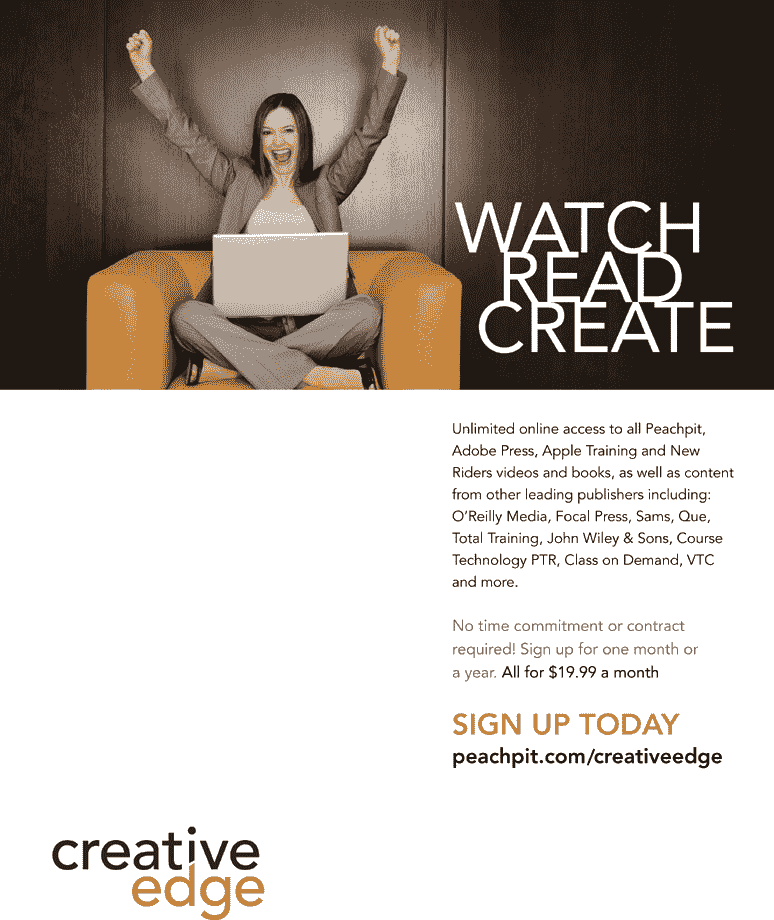 WATCH
READ
CREATE
Unlimited online access to all Peachpit,
Adobe Press, Apple Training and New
Riders videos and books, as well as content
from other leading publishers including:
O’Reilly Media, Focal Press, Sams, Que,
Total Training, John Wiley & Sons, Course
Technology PTR, Class on Demand, VTC
and more.
No time commitment or contract
required! Sign up for one month or
a year. All for $19.99 a month
SIGN UP TODAY
peachpit.com/creativeedge
creative
edge